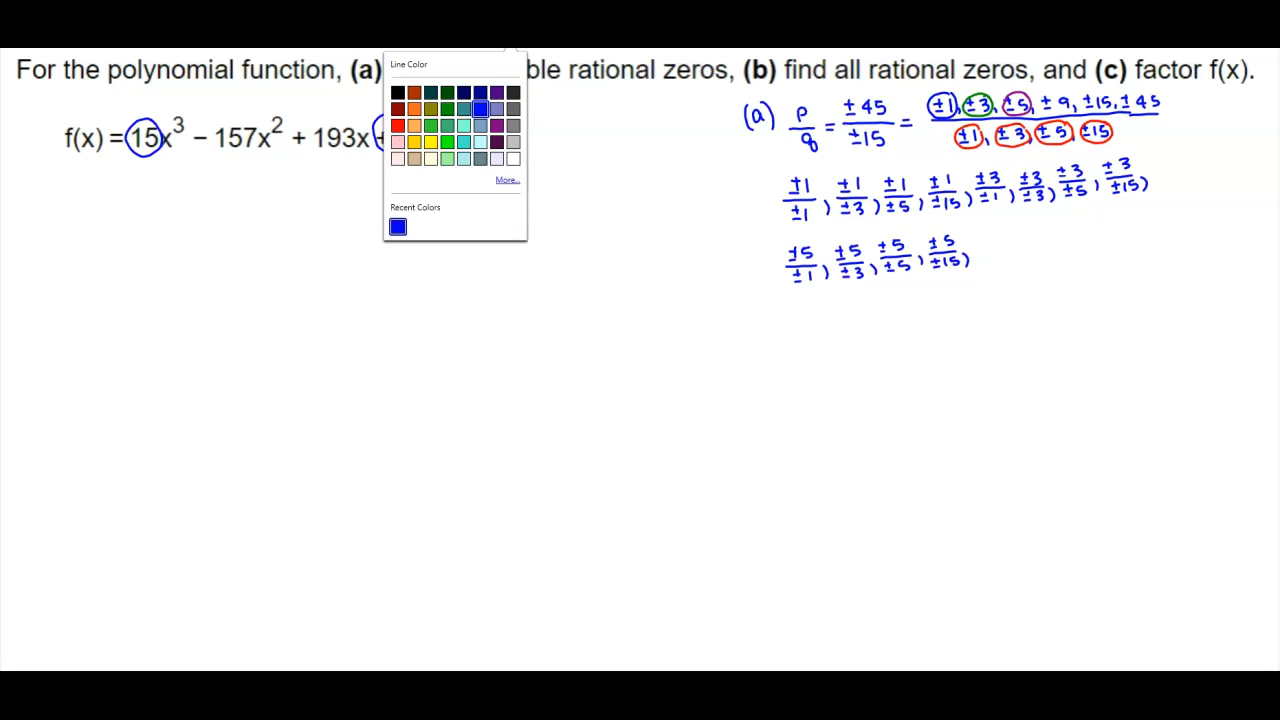 Line Color
For the polynomial function, (a) ble rational zeros, (b) find all rational zeros, and (c) factor f(x).
f(x) = 15x³ − 157x² + 193x +
More...
Recent Colors
(a) p/q = ±45/±15 = ±1, ±3, ±5, ±9, ±15, ±45 / ±1, ±3, ±5, ±15
±1/±1, ±1/±3, ±1/±5, ±1/±15, ±3/±1, ±3/±3, ±3/±5, ±3/±15,
±5/±1, ±5/±3, ±5/±5, ±5/±15,